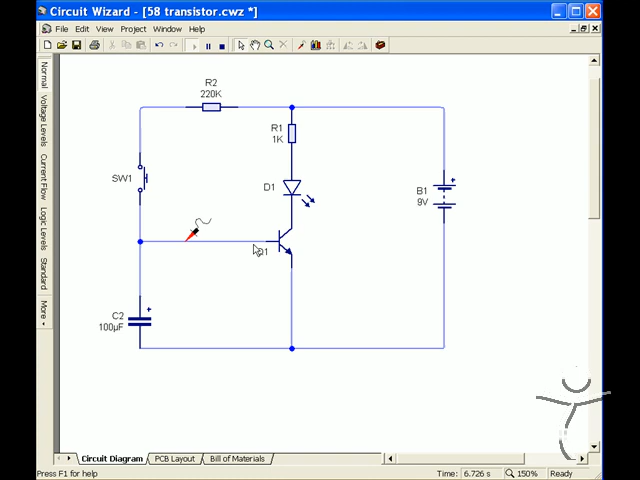 Circuit Wizard - [58 transistor.cwz *]
File Edit View Project Window Help
Normal
Voltage Levels
Current Flow
Logic Levels
Standard
More
R2
220K
R1
1K
SW1
D1
B1
9V
C2
100µF
Circuit Diagram PCB Layout Bill of Materials
Press F1 for help Time: 6.726 s 150% Ready